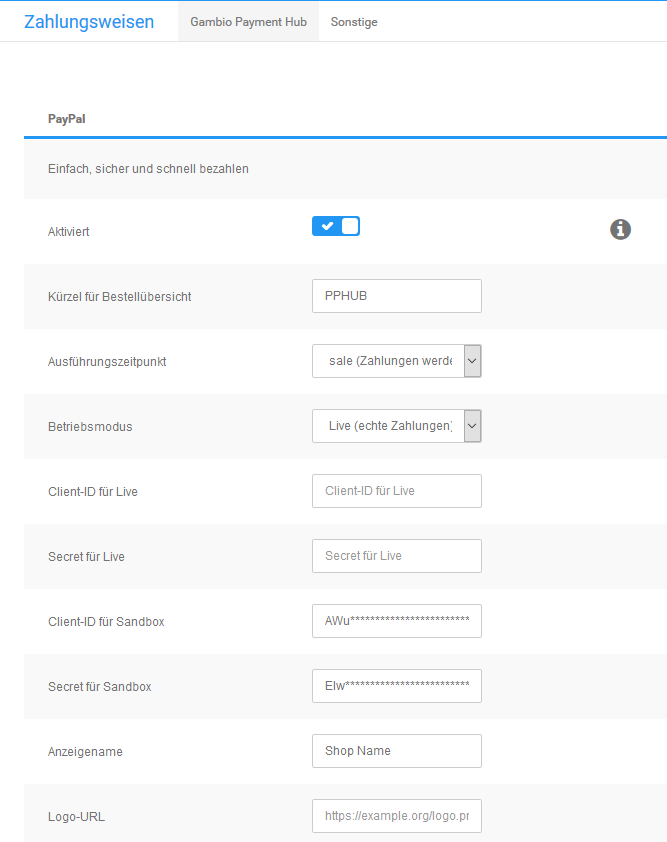 Zahlungsweisen Gambio Payment Hub Sonstige
PayPal
Einfach, sicher und schnell bezahlen
Aktiviert
Kürzel für Bestellübersicht PPHUB
Ausführungszeitpunkt sale (Zahlungen werde
Betriebsmodus Live (echte Zahlungen)
Client-ID für Live Client-ID für Live
Secret für Live Secret für Live
Client-ID für Sandbox AWu************************
Secret für Sandbox EIw*************************
Anzeigename Shop Name
Logo-URL https://example.org/logo.pr